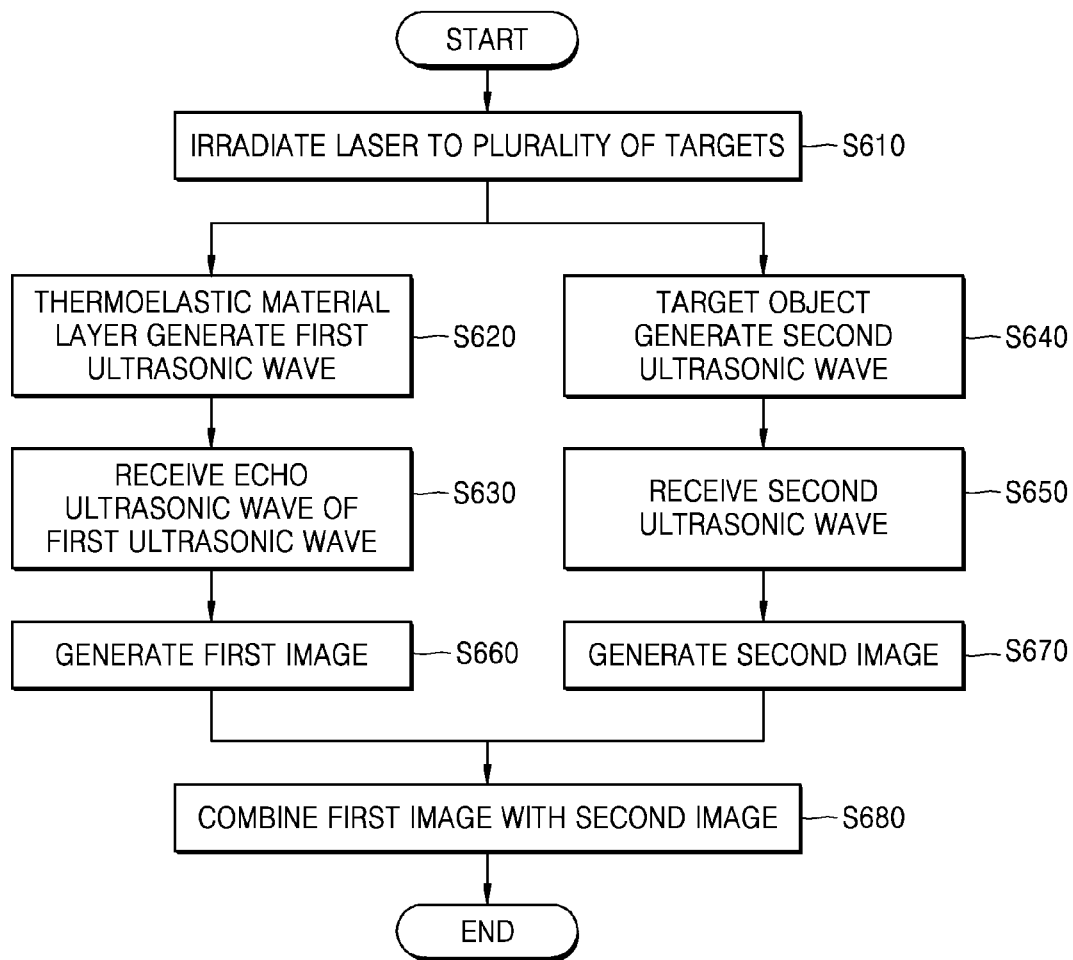 START
IRRADIATE LASER TO PLURALITY OF TARGETS
S610
THERMOELASTIC MATERIAL
LAYER GENERATE FIRST
ULTRASONIC WAVE
S620
TARGET OBJECT
GENERATE SECOND
ULTRASONIC WAVE
S640
RECEIVE ECHO
ULTRASONIC WAVE OF
FIRST ULTRASONIC WAVE
S630
RECEIVE SECOND
ULTRASONIC WAVE
S650
GENERATE FIRST IMAGE
S660
GENERATE SECOND IMAGE
S670
COMBINE FIRST IMAGE WITH SECOND IMAGE
S680
END